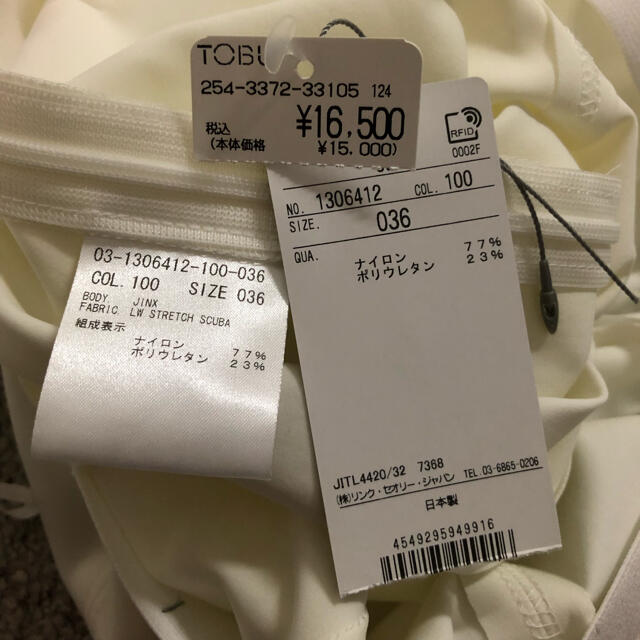 TOBU
254-3372-33105 124
税込 ¥16,500
(本体価格 ¥15,000)
RFID
0002F
NO. 1306412 COL. 100
SIZE. 036
QUA. ナイロン 77%
ポリウレタン 23%
JITL4420/32 7368
(株)リンク・セオリー・ジャパン TEL.03-6865-0206
日本製
4549295949916
03-1306412-100-036
COL. 100 SIZE 036
BODY JINX
FABRIC LW STRETCH SCUBA
組成表示
ナイロン 77%
ポリウレタン 23%